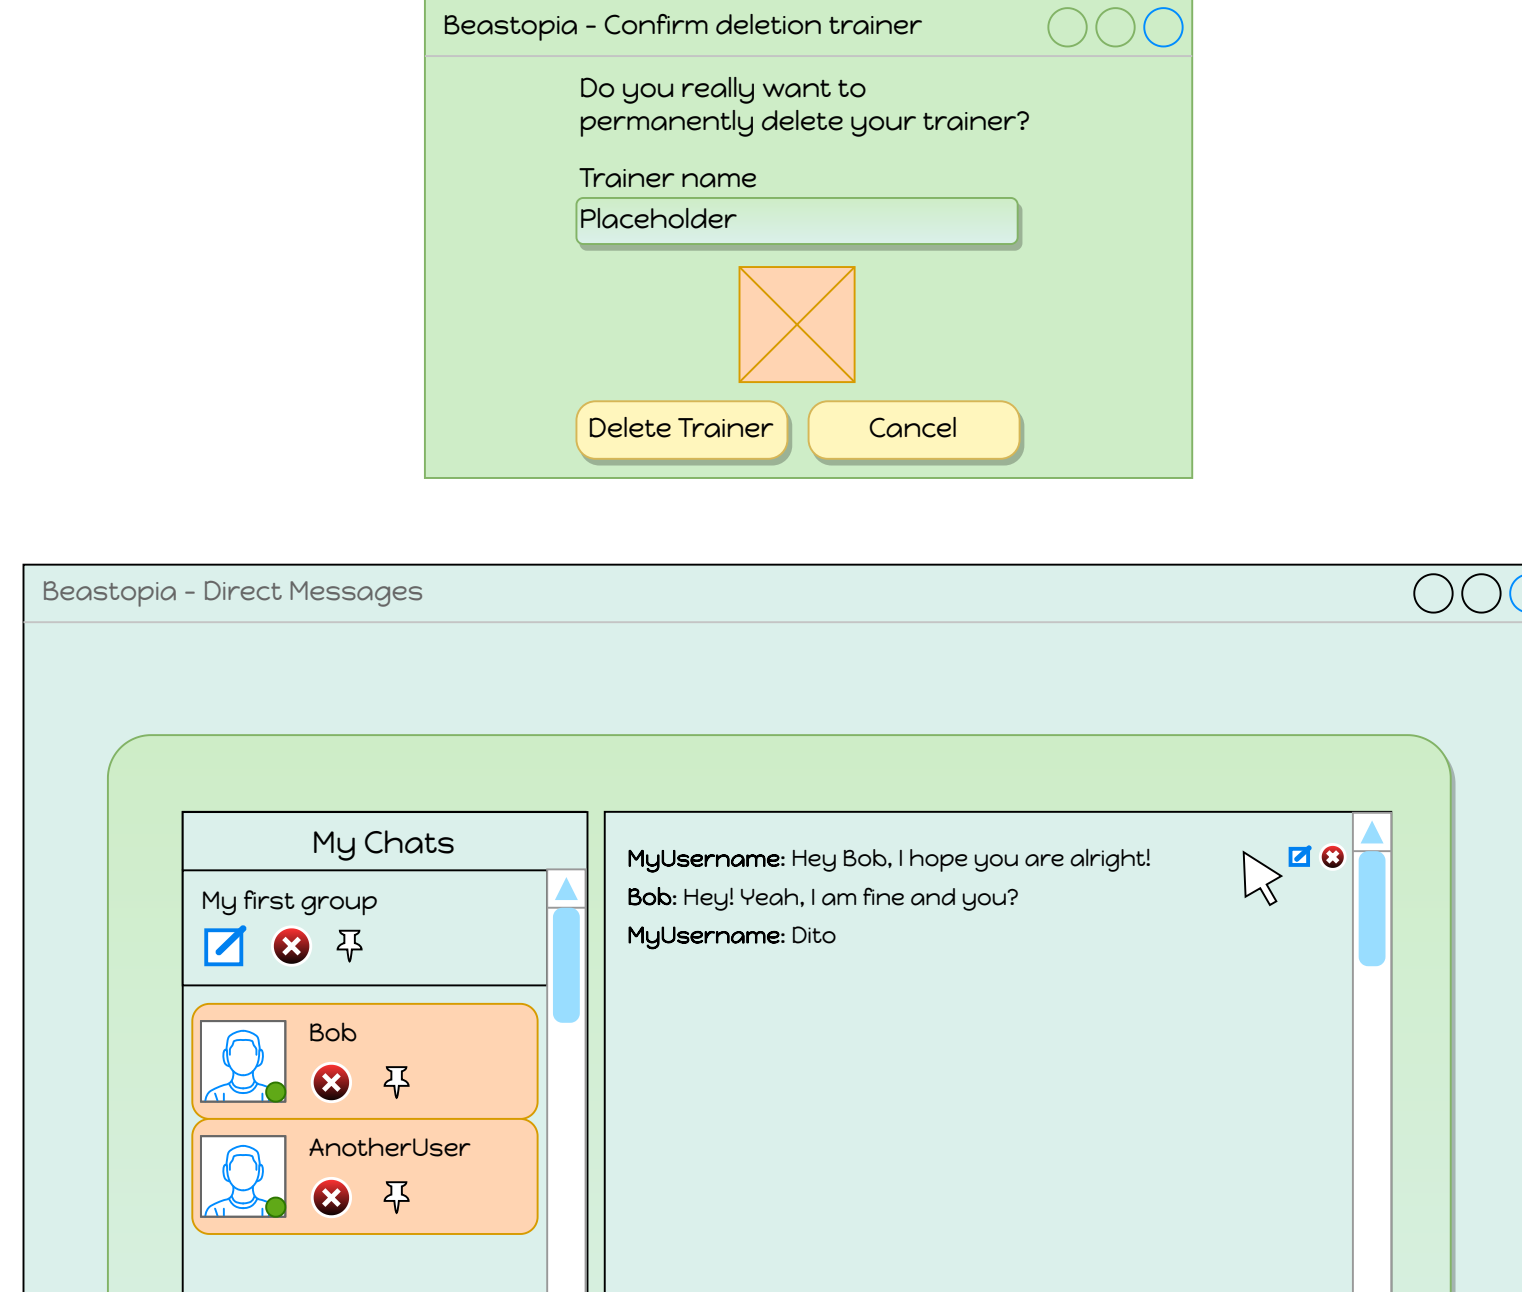 Beastopia - Confirm deletion trainer
Do you really want to
permanently delete your trainer?
Trainer name
Placeholder
Delete Trainer
Cancel
Beastopia - Direct Messages
My Chats
My first group
Bob
AnotherUser
MyUsername: Hey Bob, I hope you are alright!
Bob: Hey! Yeah, I am fine and you?
MyUsername: Dito